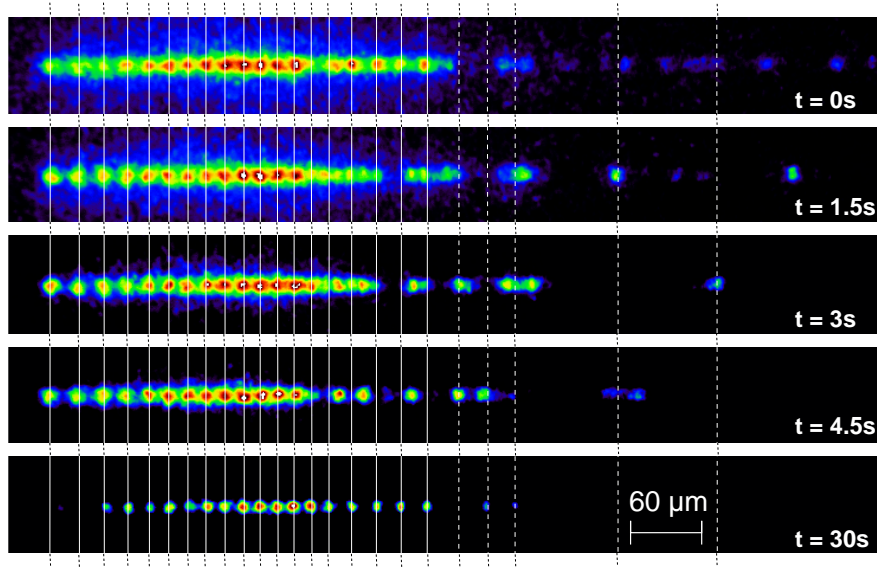 t = 0s
t = 1.5s
t = 3s
t = 4.5s
60 µm
t = 30s